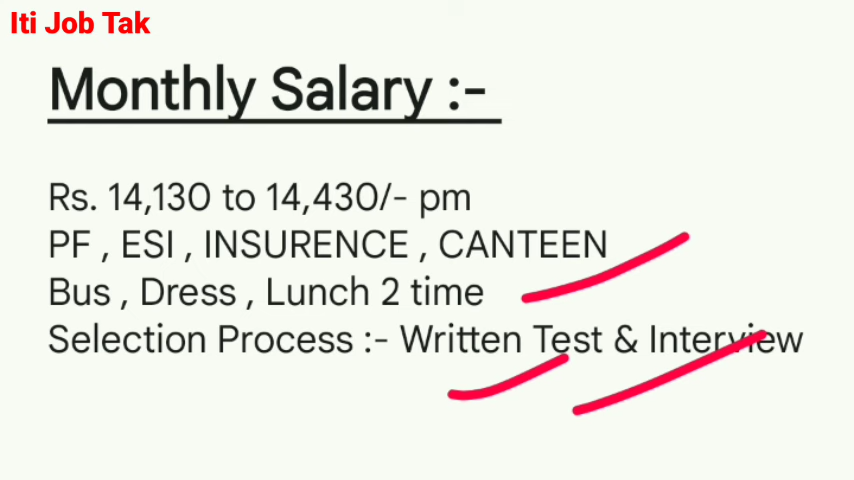 Iti Job Tak
Monthly Salary :-
Rs. 14,130 to 14,430/- pm
PF , ESI , INSURENCE , CANTEEN
Bus , Dress , Lunch 2 time
Selection Process :- Written Test & Interview